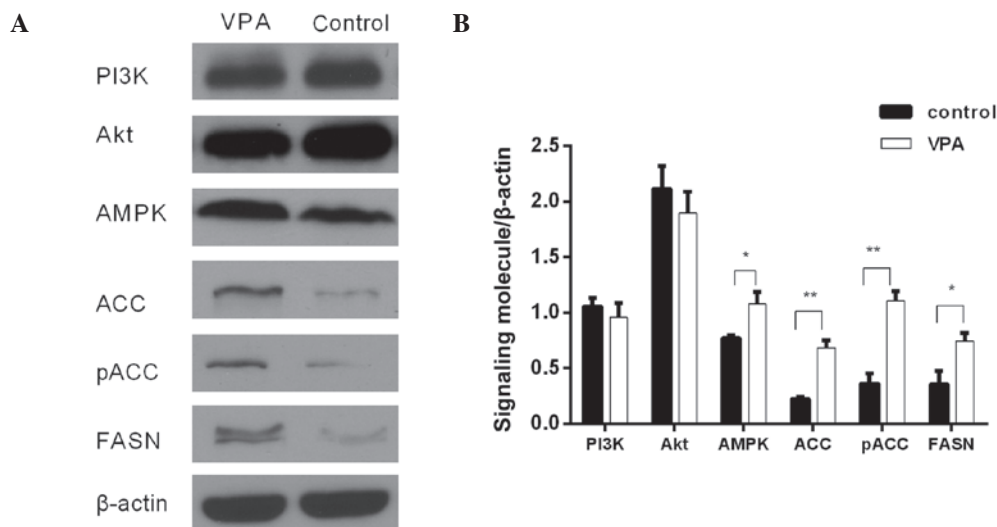 A
VPA Control
PI3K
Akt
AMPK
ACC
pACC
FASN
β-actin
B
control
VPA
Signaling molecule/β-actin
2.5
2.0
1.5
1.0
0.5
0.0
*
**
**
*
PI3K Akt AMPK ACC pACC FASN